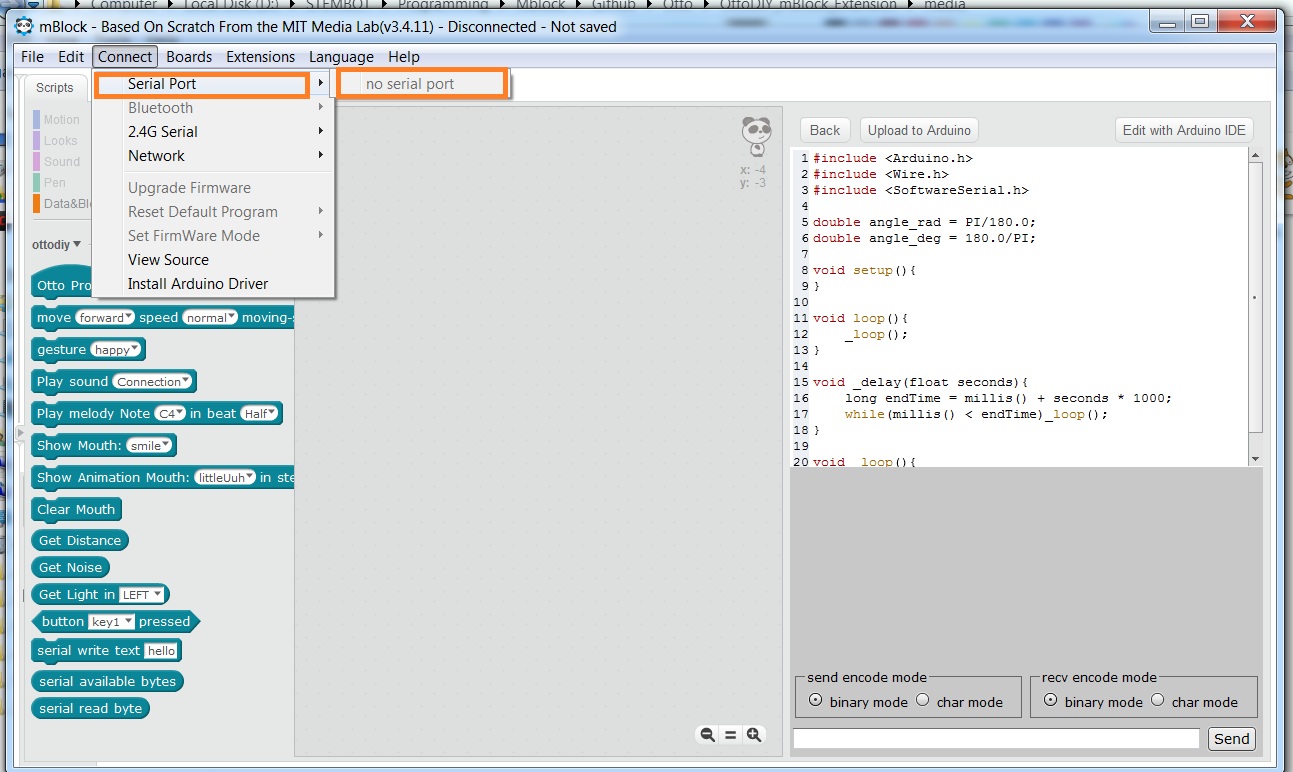 Computer ▸ Local Disk (D:) ▸ STEMBOT ▸ Programming ▸ Mblock ▸ Github ▸ Otto ▸ OttoDIY mBlock Extension ▸ media
mBlock - Based On Scratch From the MIT Media Lab(v3.4.11) - Disconnected - Not saved
File Edit Connect Boards Extensions Language Help
Serial Port
no serial port
Bluetooth
2.4G Serial
Network
Upgrade Firmware
Reset Default Program
Set FirmWare Mode
View Source
Install Arduino Driver
Scripts
Motion
Looks
Sound
Pen
Data&Bl
ottodiy
Otto Pro
move forward speed normal moving-
gesture happy
Play sound Connection
Play melody Note C4 in beat Half
Show Mouth: smile
Show Animation Mouth: littleUuh in ste
Clear Mouth
Get Distance
Get Noise
Get Light in LEFT
button key1 pressed
serial write text hello
serial available bytes
serial read byte
x: -4
y: -3
Back Upload to Arduino Edit with Arduino IDE
1 #include <Arduino.h>
2 #include <Wire.h>
3 #include <SoftwareSerial.h>
4
5 double angle_rad = PI/180.0;
6 double angle_deg = 180.0/PI;
7
8 void setup(){
9 }
10
11 void loop(){
12 _loop();
13 }
14
15 void _delay(float seconds){
16 long endTime = millis() + seconds * 1000;
17 while(millis() < endTime)_loop();
18 }
19
20 void _loop(){
send encode mode
binary mode char mode
recv encode mode
binary mode char mode
Send